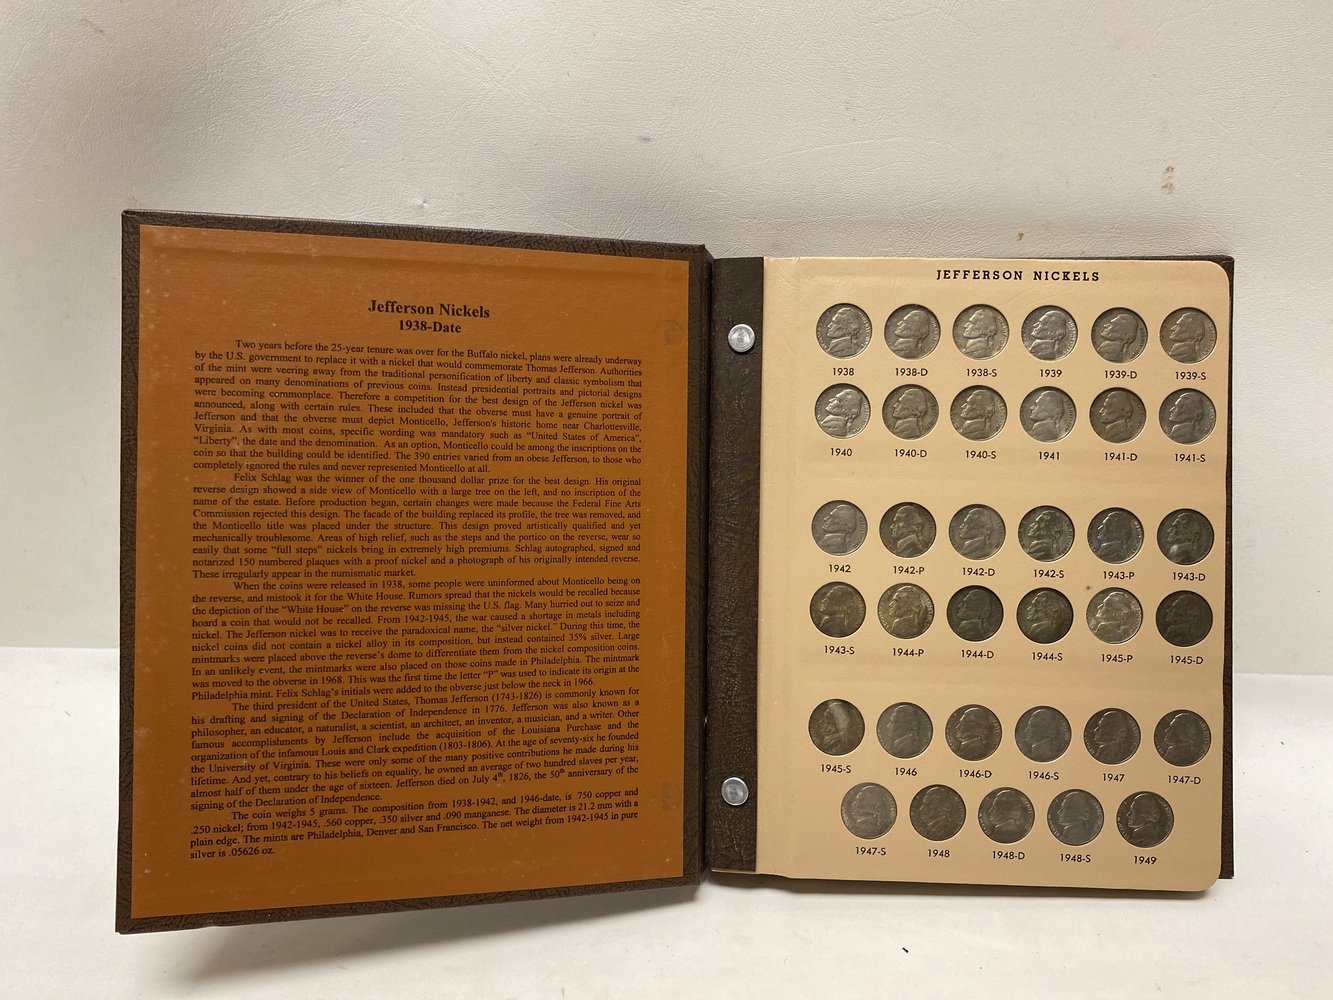 Jefferson Nickels
1938-Date
Two years before the 25-year tenure was over for the Buffalo nickel, plans were already underway
by the U.S. government to replace it with a nickel that would commemorate Thomas Jefferson. Authorities
of the mint were veering away from the traditional personification of liberty and classic symbolism that
appeared on many denominations of previous coins. Instead presidential portraits and pictorial designs
were becoming commonplace. Therefore a competition for the best design of the Jefferson nickel was
announced, along with certain rules. These included that the obverse must have a genuine portrait of
Jefferson and that the obverse must depict Monticello, Jefferson's historic home near Charlottesville,
Virginia. As with most coins, specific wording was mandatory such as "United States of America",
"Liberty", the date and the denomination. As an option, Monticello could be among the inscriptions on the
coin so that the building could be identified. The 390 entries varied from an obese Jefferson, to those who
completely ignored the rules and never represented Monticello at all.
Felix Schlag was the winner of the one thousand dollar prize for the best design. His original
reverse design showed a side view of Monticello with a large tree on the left, and no inscription of the
name of the estate. Before production began, certain changes were made because the Federal Fine Arts
Commission rejected this design. The facade of the building replaced its profile, the tree was removed, and
the Monticello title was placed under the structure. This design proved artistically qualified and yet
mechanically troublesome. Areas of high relief, such as the steps and the portico on the reverse, wear so
easily that some "full steps" nickels bring in extremely high premiums. Schlag autographed, signed and
notarized 150 numbered plaques with a proof nickel and a photograph of his originally intended reverse.
These irregularly appear in the numismatic market.
When the coins were released in 1938, some people were uninformed about Monticello being on
the reverse, and mistook it for the White House. Rumors spread that the nickels would be recalled because
the depiction of the "White House" on the reverse was missing the U.S. flag. Many hurried out to seize and
hoard a coin that would not be recalled. From 1942-1945, the war caused a shortage in metals including
nickel. The Jefferson nickel was to receive the paradoxical name, the "silver nickel." During this time, the
nickel coins did not contain a nickel alloy in its composition, but instead contained 35% silver. Large
mintmarks were placed above the reverse's dome to differentiate them from the nickel composition coins.
In an unlikely event, the mintmarks were also placed on those coins made in Philadelphia. The mintmark
was moved to the obverse in 1968. This was the first time the letter "P" was used to indicate its origin at the
Philadelphia mint. Felix Schlag's initials were added to the obverse just below the neck in 1966.
The third president of the United States, Thomas Jefferson (1743-1826) is commonly known for
his drafting and signing of the Declaration of Independence in 1776. Jefferson was also known as a
philosopher, an educator, a naturalist, a scientist, an architect, an inventor, a musician, and a writer. Other
famous accomplishments by Jefferson include the acquisition of the Louisiana Purchase and the
organization of the infamous Louis and Clark expedition (1803-1806). At the age of seventy-six he founded
the University of Virginia. These were only some of the many positive contributions he made during his
lifetime. And yet, contrary to his beliefs on equality, he owned an average of two hundred slaves per year,
almost half of them under the age of sixteen. Jefferson died on July 4th, 1826, the 50th anniversary of the
signing of the Declaration of Independence.
The coin weighs 5 grams. The composition from 1938-1942, and 1946-date, is .750 copper and
.250 nickel; from 1942-1945, .560 copper, .350 silver and .090 manganese. The diameter is 21.2 mm with a
plain edge. The mints are Philadelphia, Denver and San Francisco. The net weight from 1942-1945 in pure
silver is .05626 oz.
JEFFERSON NICKELS
1938 1938-D 1938-S 1939 1939-D 1939-S
1940 1940-D 1940-S 1941 1941-D 1941-S
1942 1942-P 1942-D 1942-S 1943-P 1943-D
1943-S 1944-P 1944-D 1944-S 1945-P 1945-D
1945-S 1946 1946-D 1946-S 1947 1947-D
1947-S 1948 1948-D 1948-S 1949